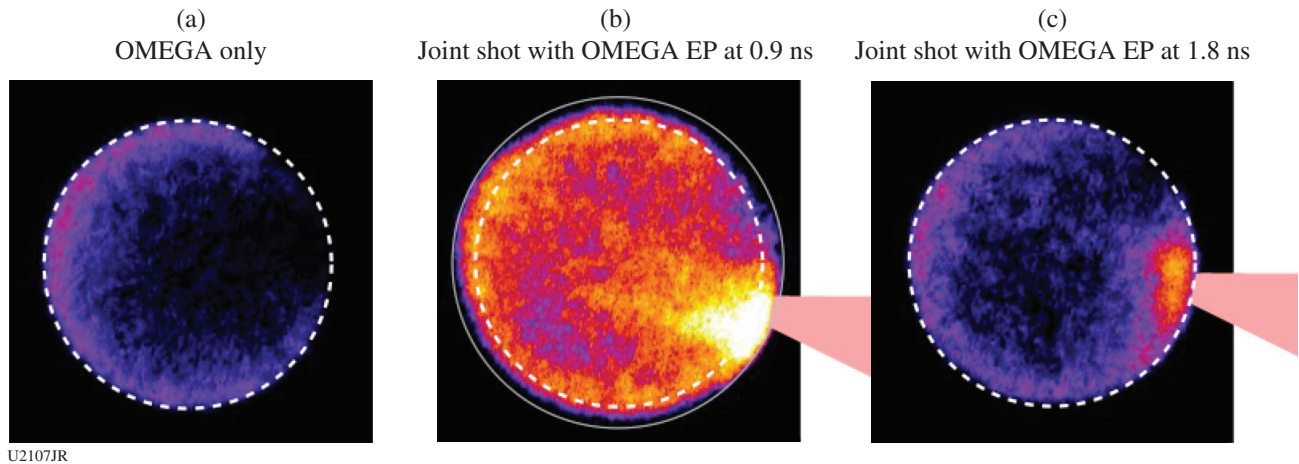 (a)
OMEGA only
(b)
Joint shot with OMEGA EP at 0.9 ns
(c)
Joint shot with OMEGA EP at 1.8 ns
U2107JR